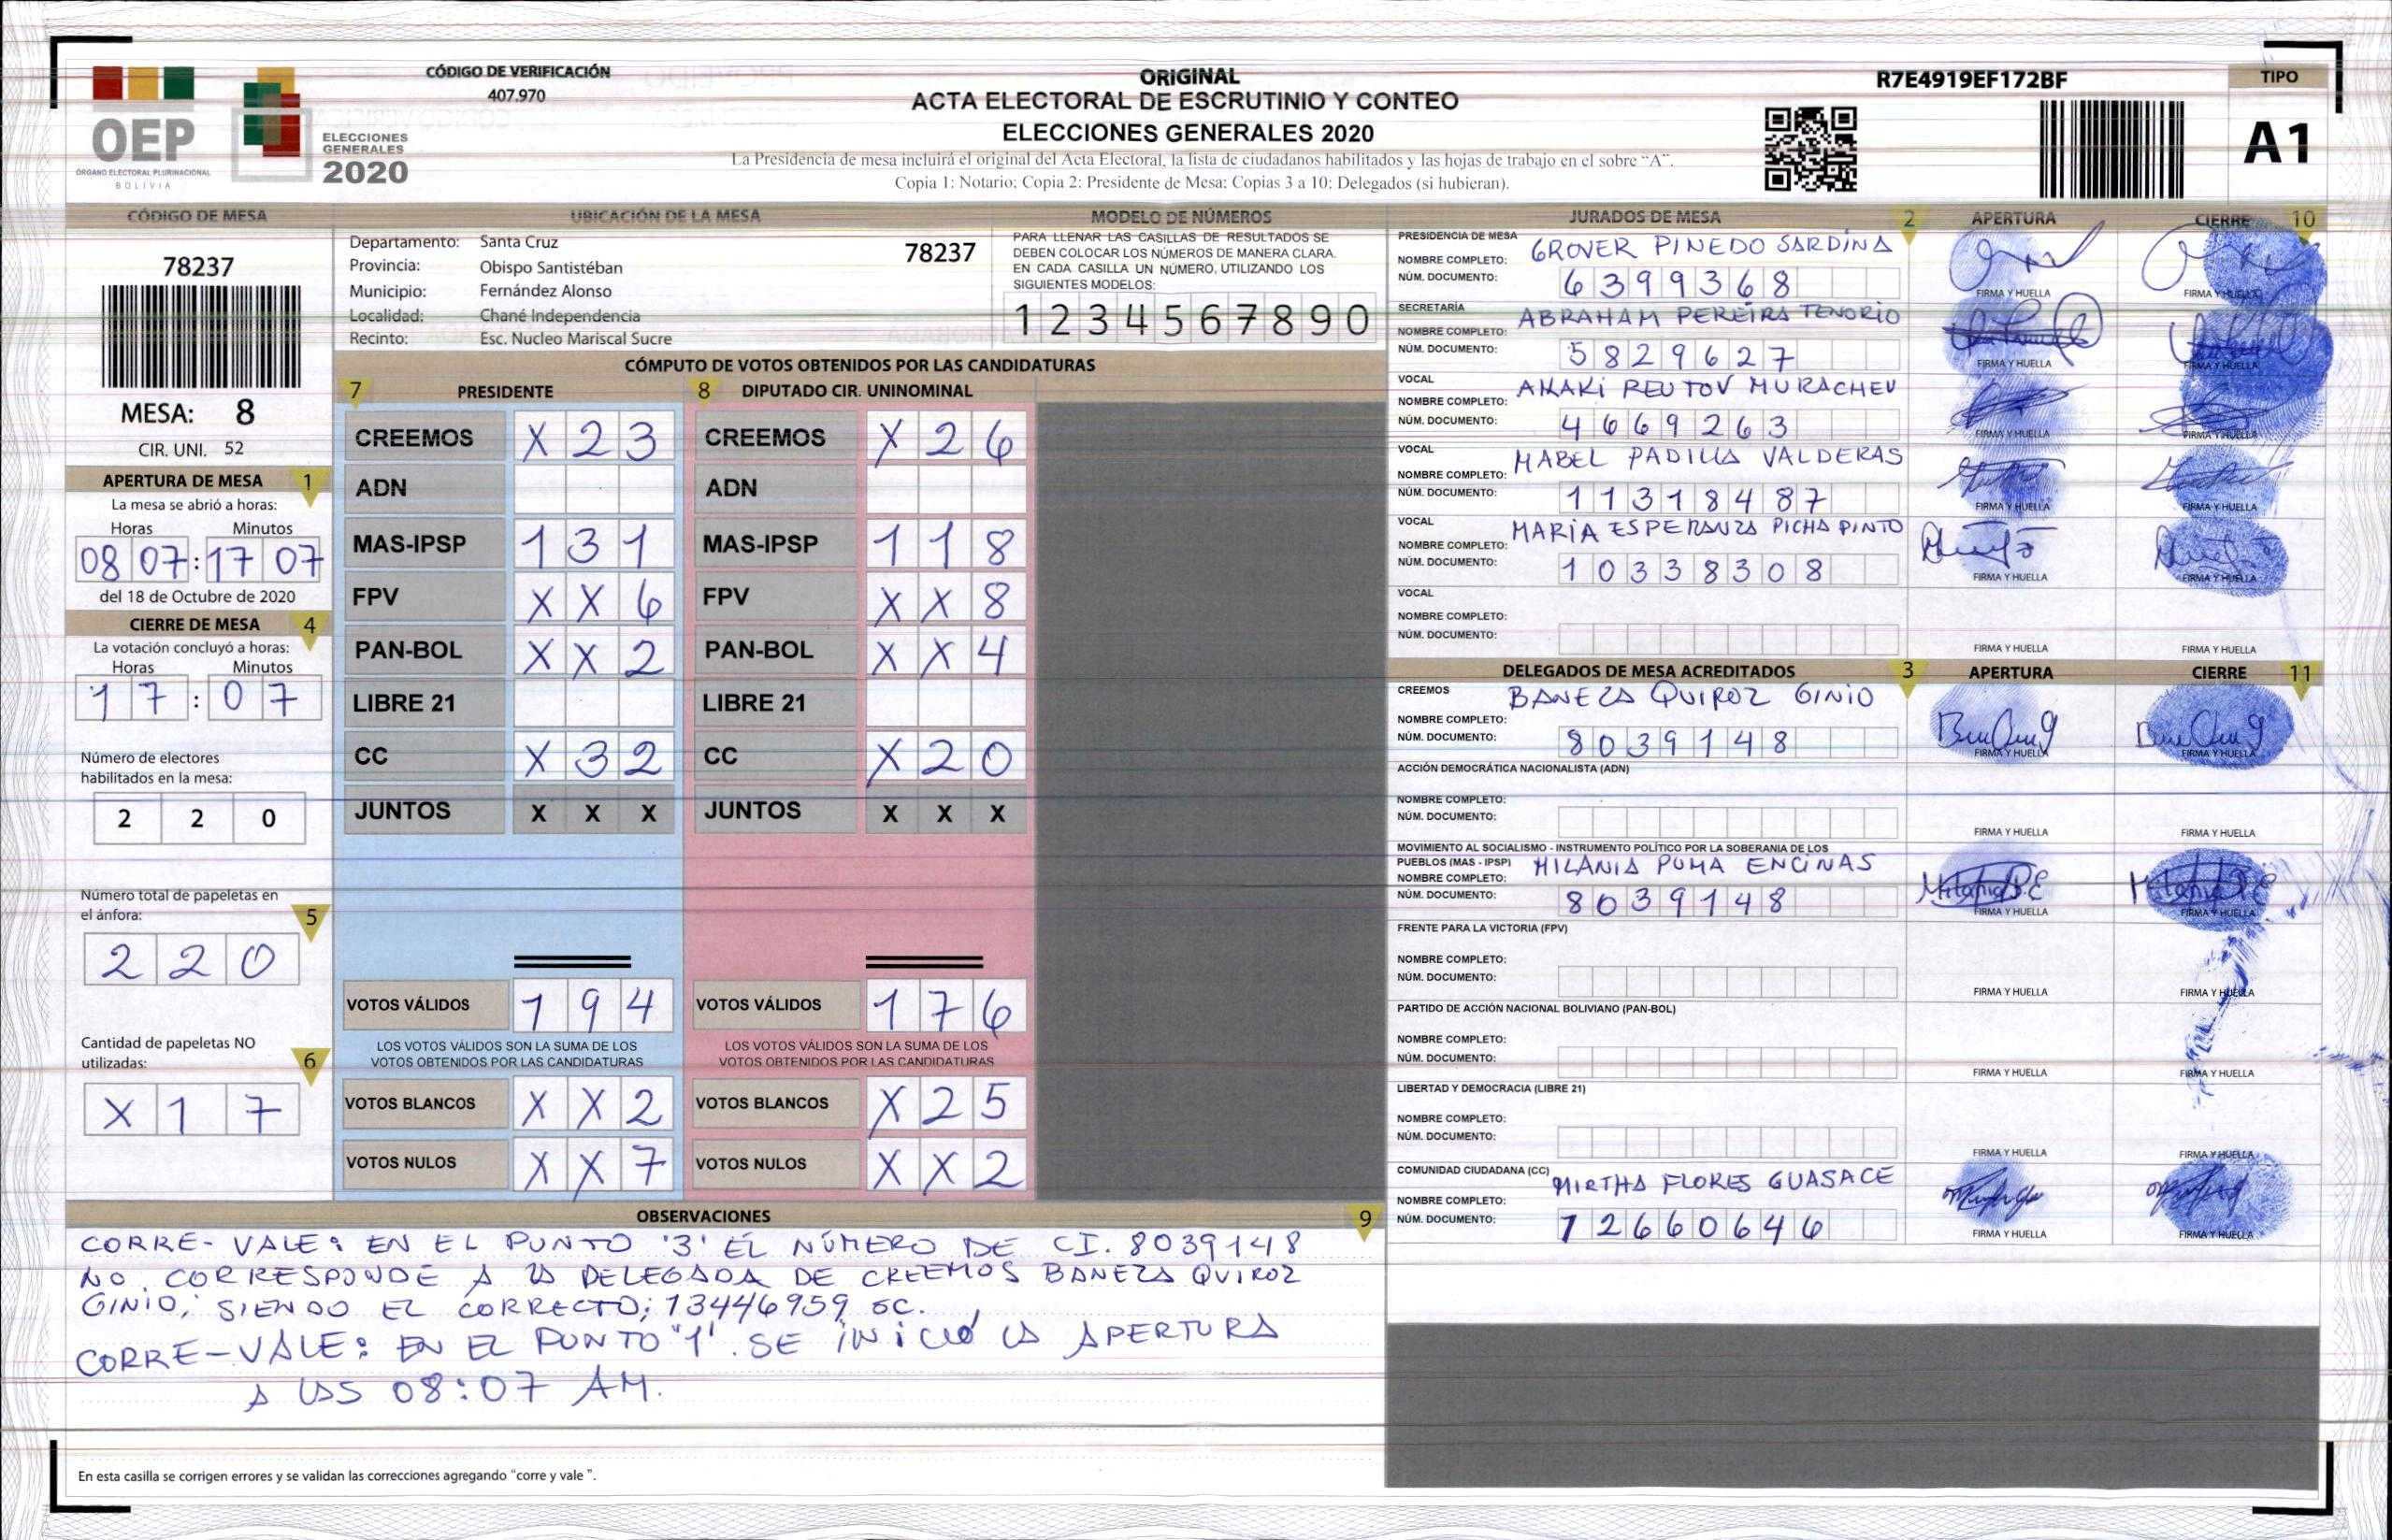 CÓDIGO DE VERIFICACIÓN
407.970
ORIGINAL
ACTA ELECTORAL DE ESCRUTINIO Y CONTEO
ELECCIONES GENERALES 2020
La Presidencia de mesa incluirá el original del Acta Electoral, la lista de ciudadanos habilitados y las hojas de trabajo en el sobre "A".
Copia 1: Notario; Copia 2: Presidente de Mesa; Copias 3 a 10: Delegados (si hubieran).
R7E4919EF172BF
TIPO
A1
OEP
ÓRGANO ELECTORAL PLURINACIONAL
BOLIVIA
ELECCIONES
GENERALES
2020
CÓDIGO DE MESA
78237
MESA: 8
CIR. UNI. 52
APERTURA DE MESA 1
La mesa se abrió a horas:
Horas Minutos
08 07:17 07
del 18 de Octubre de 2020
CIERRE DE MESA 4
La votación concluyó a horas:
Horas Minutos
17:07
Número de electores
habilitados en la mesa:
2 2 0
Número total de papeletas en
el ánfora: 5
2 2 0
Cantidad de papeletas NO
utilizadas: 6
X 1 7
UBICACIÓN DE LA MESA
Departamento: Santa Cruz
78237
Provincia: Obispo Santistéban
Municipio: Fernández Alonso
Localidad: Chané Independencia
Recinto: Esc. Nucleo Mariscal Sucre
MODELO DE NÚMEROS
PARA LLENAR LAS CASILLAS DE RESULTADOS SE
DEBEN COLOCAR LOS NÚMEROS DE MANERA CLARA.
EN CADA CASILLA UN NÚMERO, UTILIZANDO LOS
SIGUIENTES MODELOS:
1 2 3 4 5 6 7 8 9 0
CÓMPUTO DE VOTOS OBTENIDOS POR LAS CANDIDATURAS
7 PRESIDENTE
CREEMOS X 2 3
ADN
MAS-IPSP 1 3 1
FPV X X 6
PAN-BOL X X 2
LIBRE 21
CC X 3 2
JUNTOS X X X
VOTOS VÁLIDOS 1 9 4
LOS VOTOS VÁLIDOS SON LA SUMA DE LOS
VOTOS OBTENIDOS POR LAS CANDIDATURAS
VOTOS BLANCOS X X 2
VOTOS NULOS X X 7
8 DIPUTADO CIR. UNINOMINAL
CREEMOS X 2 6
ADN
MAS-IPSP 1 1 8
FPV X X 8
PAN-BOL X X 4
LIBRE 21
CC X 2 0
JUNTOS X X X
VOTOS VÁLIDOS 1 7 6
LOS VOTOS VÁLIDOS SON LA SUMA DE LOS
VOTOS OBTENIDOS POR LAS CANDIDATURAS
VOTOS BLANCOS X 2 5
VOTOS NULOS X X 2
JURADOS DE MESA 2 APERTURA CIERRE 10
PRESIDENCIA DE MESA
NOMBRE COMPLETO: GROVER PINEDO SARDINA
NÚM. DOCUMENTO: 6399368
FIRMA Y HUELLA FIRMA Y HUELLA
SECRETARÍA
NOMBRE COMPLETO: ABRAHAM PEREIRA TENORIO
NÚM. DOCUMENTO: 5829627
FIRMA Y HUELLA FIRMA Y HUELLA
VOCAL
NOMBRE COMPLETO: ANAKI REUTOV MURACHEV
NÚM. DOCUMENTO: 4669263
FIRMA Y HUELLA FIRMA Y HUELLA
VOCAL
NOMBRE COMPLETO: MABEL PADILLA VALDERAS
NÚM. DOCUMENTO: 11318487
FIRMA Y HUELLA FIRMA Y HUELLA
VOCAL
NOMBRE COMPLETO: MARIA ESPERANZA PICHA PINTO
NÚM. DOCUMENTO: 10338308
FIRMA Y HUELLA FIRMA Y HUELLA
VOCAL
NOMBRE COMPLETO:
NÚM. DOCUMENTO:
FIRMA Y HUELLA FIRMA Y HUELLA
DELEGADOS DE MESA ACREDITADOS 3 APERTURA CIERRE 11
CREEMOS
NOMBRE COMPLETO: BANEZA QUIROZ GINIO
NÚM. DOCUMENTO: 8039148
FIRMA Y HUELLA FIRMA Y HUELLA
ACCIÓN DEMOCRÁTICA NACIONALISTA (ADN)
NOMBRE COMPLETO:
NÚM. DOCUMENTO:
FIRMA Y HUELLA FIRMA Y HUELLA
MOVIMIENTO AL SOCIALISMO - INSTRUMENTO POLÍTICO POR LA SOBERANIA DE LOS
PUEBLOS (MAS - IPSP)
NOMBRE COMPLETO: MILANIA PUMA ENCINAS
NÚM. DOCUMENTO: 8039148
FIRMA Y HUELLA FIRMA Y HUELLA
FRENTE PARA LA VICTORIA (FPV)
NOMBRE COMPLETO:
NÚM. DOCUMENTO:
FIRMA Y HUELLA FIRMA Y HUELLA
PARTIDO DE ACCIÓN NACIONAL BOLIVIANO (PAN-BOL)
NOMBRE COMPLETO:
NÚM. DOCUMENTO:
FIRMA Y HUELLA FIRMA Y HUELLA
LIBERTAD Y DEMOCRACIA (LIBRE 21)
NOMBRE COMPLETO:
NÚM. DOCUMENTO:
FIRMA Y HUELLA FIRMA Y HUELLA
COMUNIDAD CIUDADANA (CC)
NOMBRE COMPLETO: MIRTHA FLORES GUASACE
NÚM. DOCUMENTO: 12660646
FIRMA Y HUELLA FIRMA Y HUELLA
OBSERVACIONES 9
CORRE-VALE: EN EL PUNTO '3' EL NÚMERO DE CI. 8039148
NO CORRESPONDE A LA DELEGADA DE CREEMOS BANEZA QUIROZ
GINIO, SIENDO EL CORRECTO; 13446959 SC.
CORRE-VALE: EN EL PUNTO "1". SE INICIÓ LA APERTURA
A LAS 08:07 AM.
En esta casilla se corrigen errores y se validan las correcciones agregando "corre y vale ".